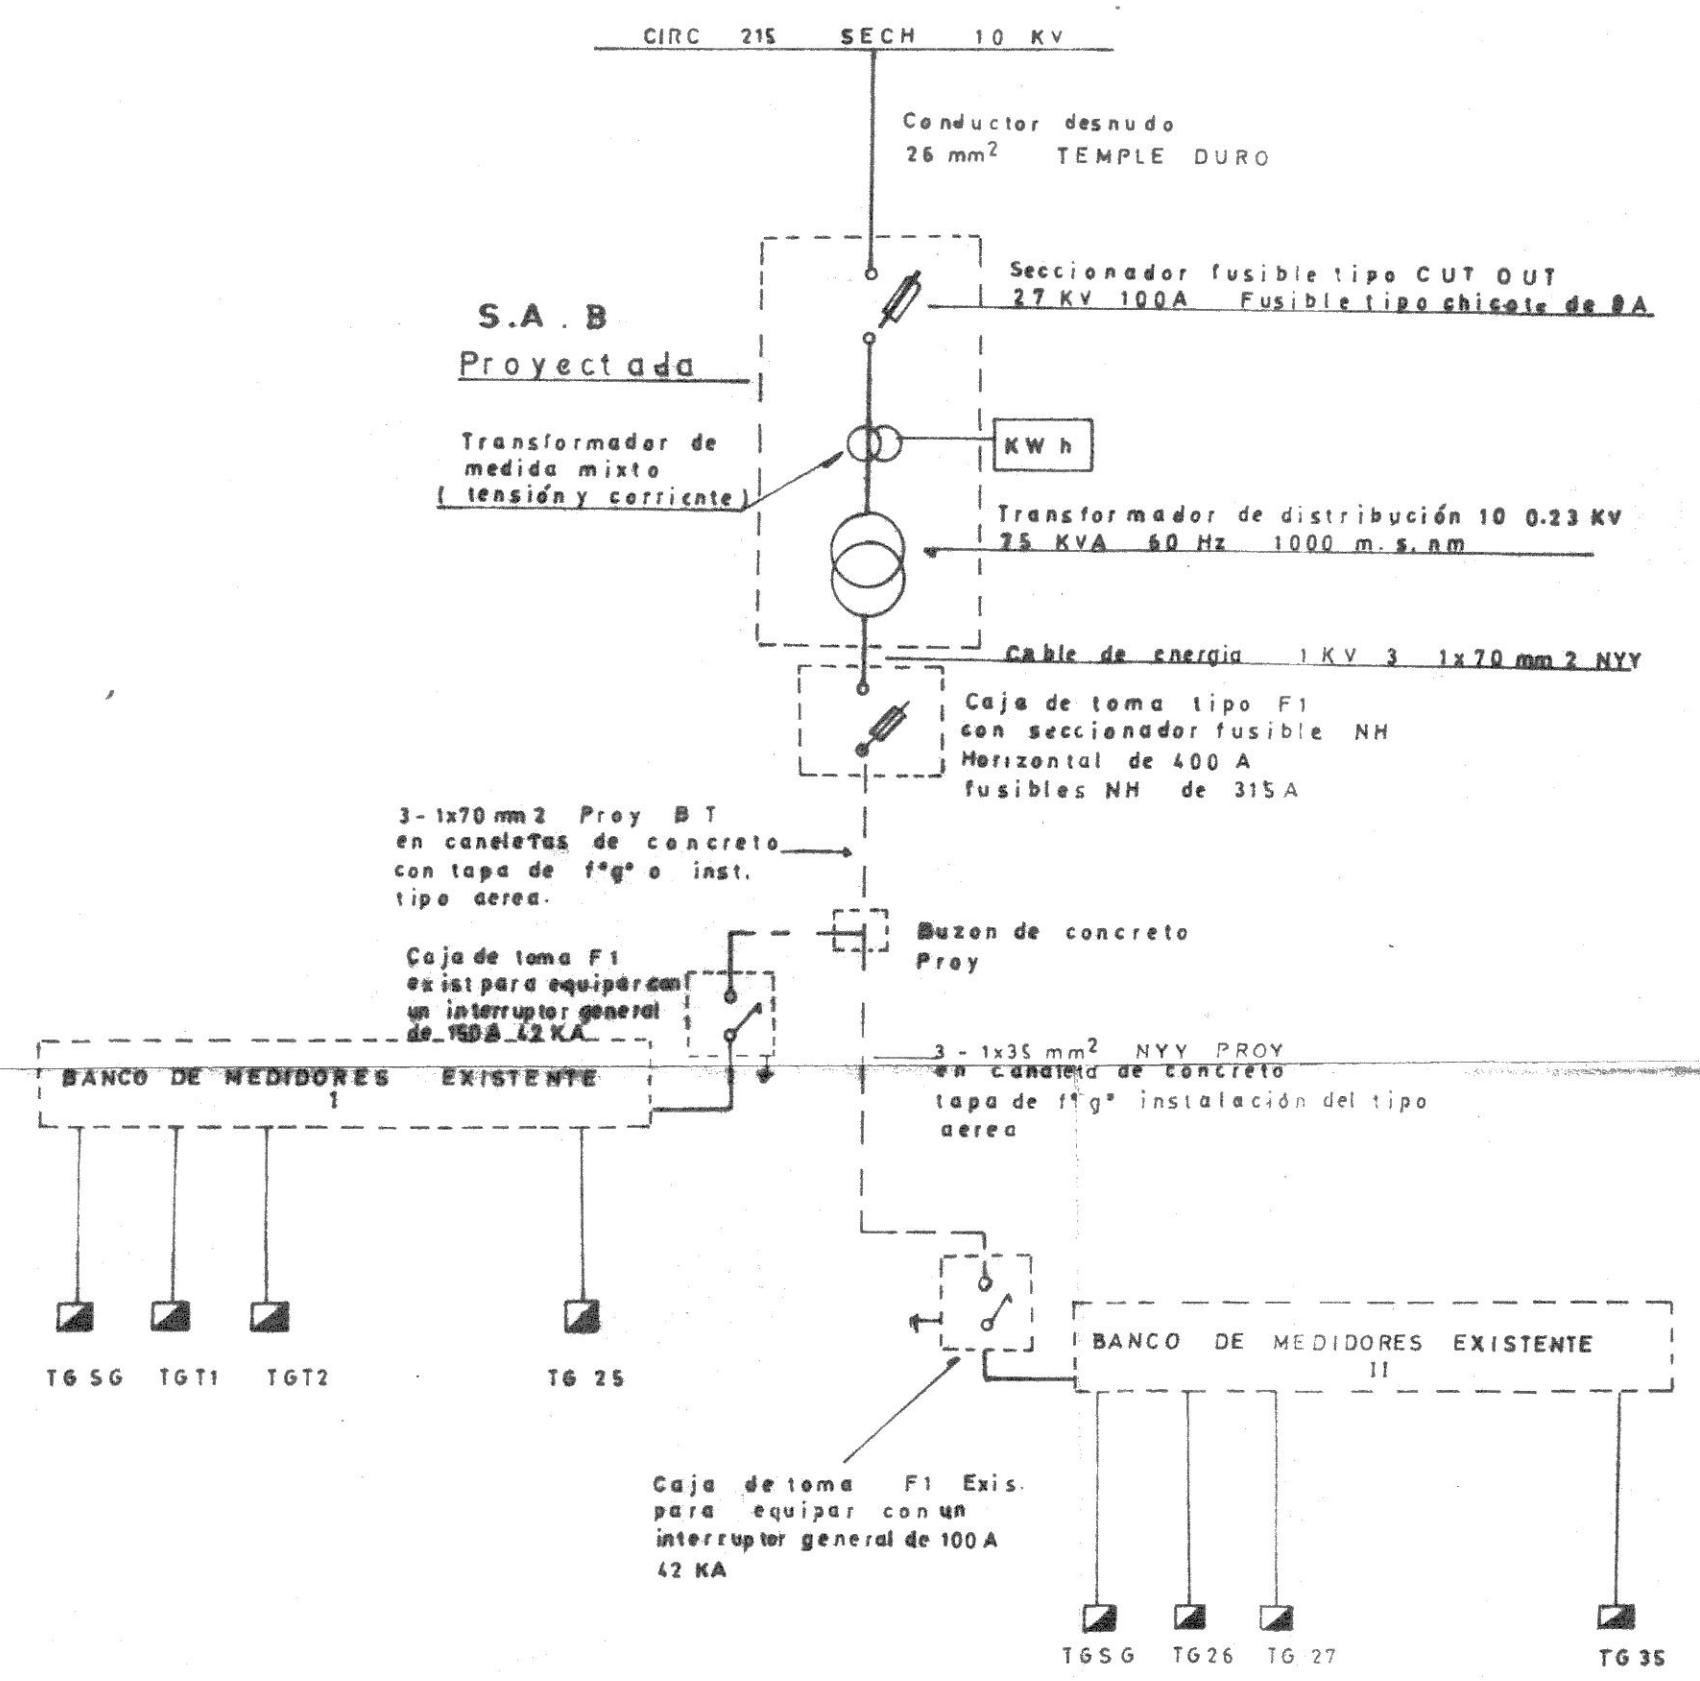 CIRC 215 SECH 10 KV
Conductor desnudo
26 mm2 TEMPLE DURO
Seccionador fusible tipo CUT OUT
27 KV 100A Fusible tipo chicote de A
S.A.B
Proyectada
Transformador de
medida mixto
( tensión y corriente )
KWh
Transformador de distribución 10 0.23 KV
75 KVA 60 Hz 1000 m.s.nm
Cable de energia 1 KV 3 1x70 mm 2 NYY
Caja de toma tipo F1
con seccionador fusible NH
Horizontal de 400 A
fusibles NH de 315 A
3-1x70 mm2 Proy B T
en canaletas de concreto
con tapa de f°g° o inst.
tipo aerea.
Buzon de concreto
Proy
Caja de toma F1
exist para equipar con
un interruptor general
de 150A 42 KA
BANCO DE MEDIDORES EXISTENTE
1
3 - 1x35 mm2 NYY PROY
en canaleta de concreto
tapa de f°g° instalación del tipo
aerea
TG SG TGT1 TGT2 TG 25
BANCO DE MEDIDORES EXISTENTE
II
Caja de toma F1 Exis.
para equipar con un
interruptor general de 100 A
42 KA
TGSG TG26 TG 27 TG 35